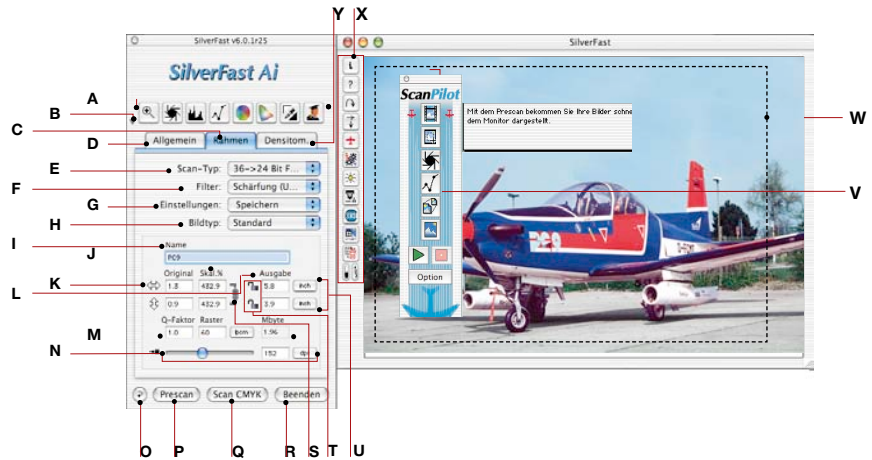 Y X
SilverFast v6.0.1r25
SilverFast
SilverFast Ai
A
B
C
D
Allgemein Rahmen Densitom.
ScanPilot
Mit dem Prescan bekommen Sie Ihre Bilder schne
dem Monitor dargestellt.
W
E
Scan-Typ: 36->24 Bit F...
F
Filter: Schärfung (U...
V
G
Einstellungen: Speichern
H
Bildtyp: Standard
I
Name
J
PC9
Original Skal.% Ausgabe
K
1.3 432.9 5.8 inch
L
0.9 432.9 3.9 inch
Option
M
Q-Faktor Raster Mbyte
1.0 60 lpcm 1.96
N
152 dpi
Prescan Scan CMYK Beenden
O P Q R S T U